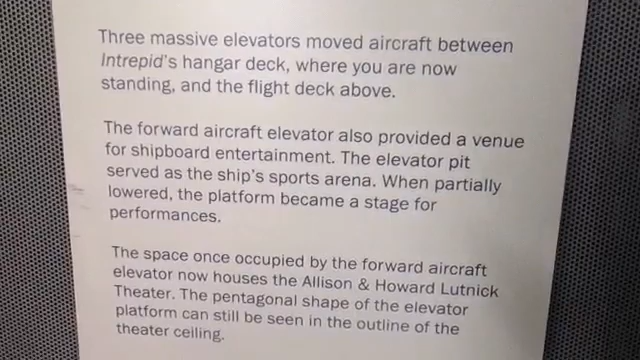 Three massive elevators moved aircraft between
Intrepid's hangar deck, where you are now
standing, and the flight deck above.
The forward aircraft elevator also provided a venue
for shipboard entertainment. The elevator pit
served as the ship's sports arena. When partially
lowered, the platform became a stage for
performances.
The space once occupied by the forward aircraft
elevator now houses the Allison & Howard Lutnick
Theater. The pentagonal shape of the elevator
platform can still be seen in the outline of the
theater ceiling.